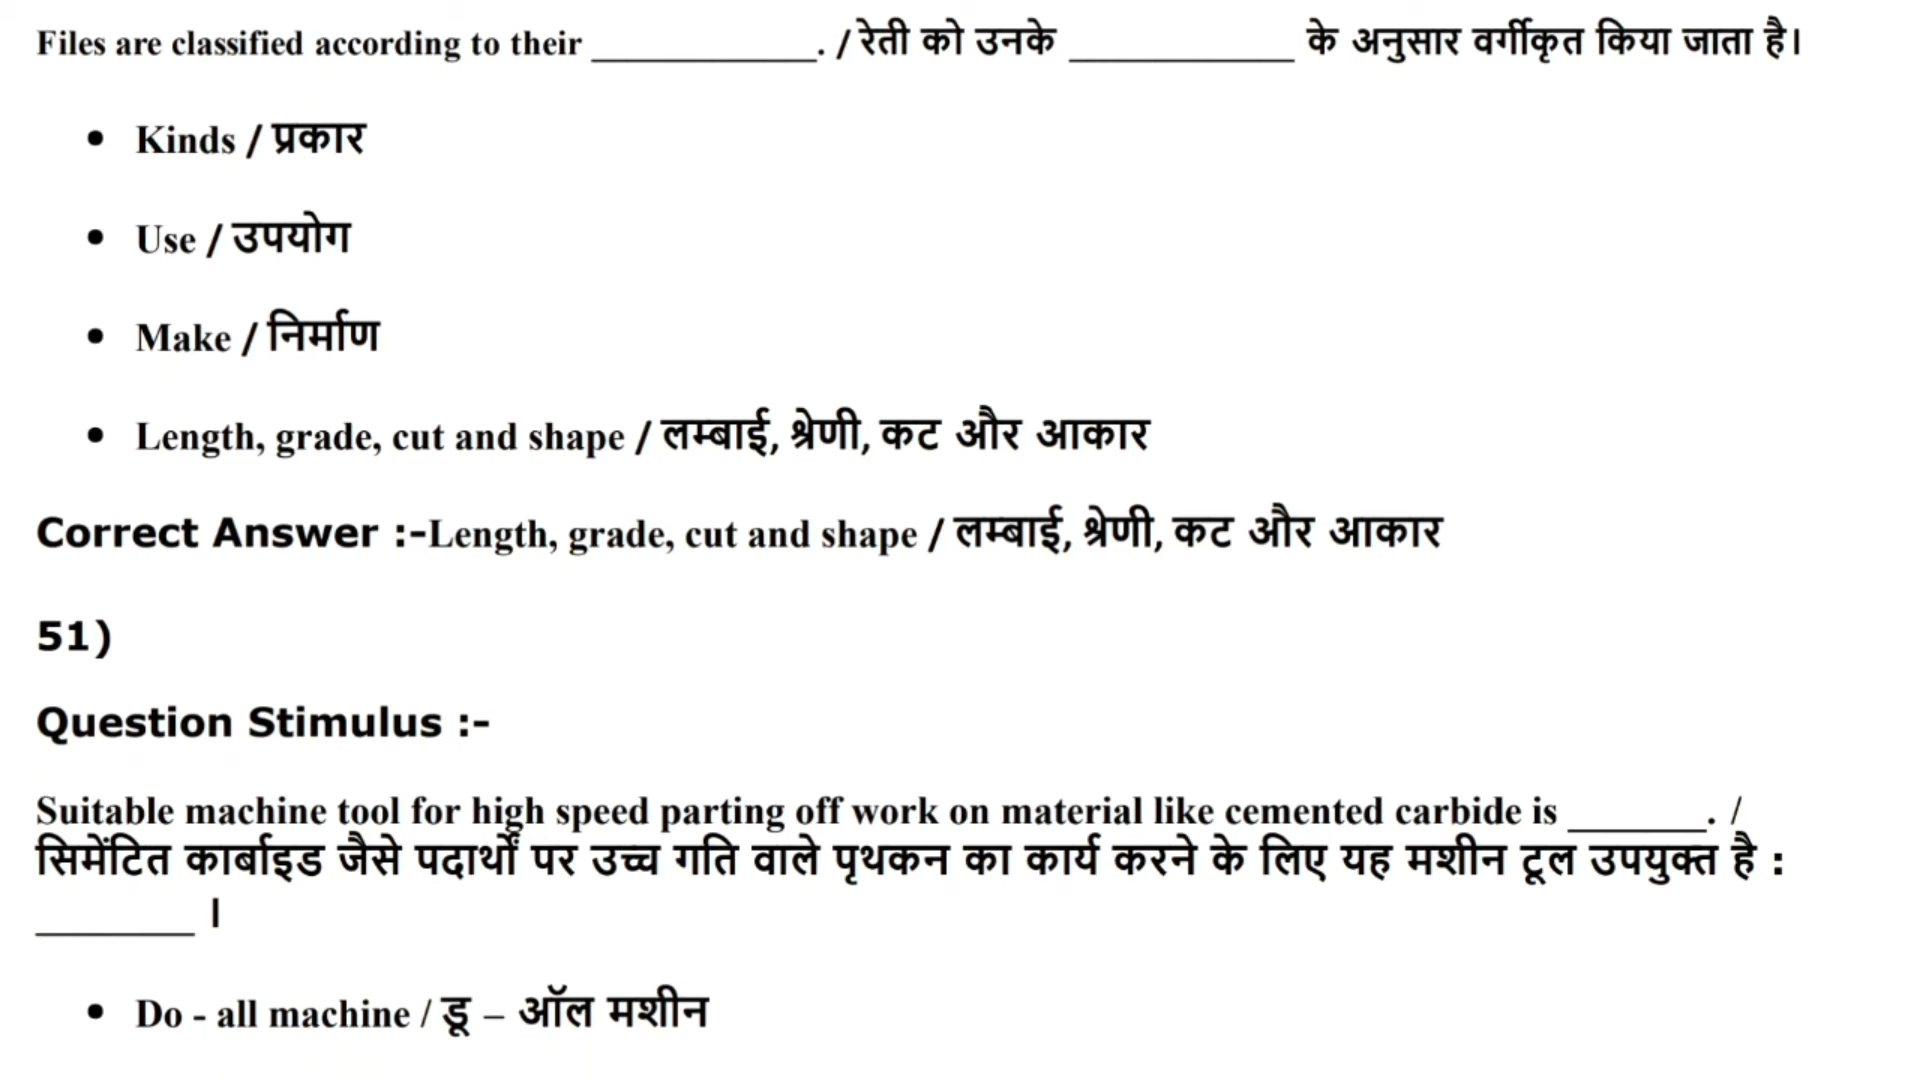 Files are classified according to their ___________. / रेती को उनके ___________ के अनुसार वर्गीकृत किया जाता है।
• Kinds / प्रकार
• Use / उपयोग
• Make / निर्माण
• Length, grade, cut and shape / लम्बाई, श्रेणी, कट और आकार
Correct Answer :-Length, grade, cut and shape / लम्बाई, श्रेणी, कट और आकार
51)
Question Stimulus :-
Suitable machine tool for high speed parting off work on material like cemented carbide is _______. /
सिमेंटित कार्बाइड जैसे पदार्थों पर उच्च गति वाले पृथकन का कार्य करने के लिए यह मशीन टूल उपयुक्त है :
________ ।
• Do - all machine / डू – ऑल मशीन